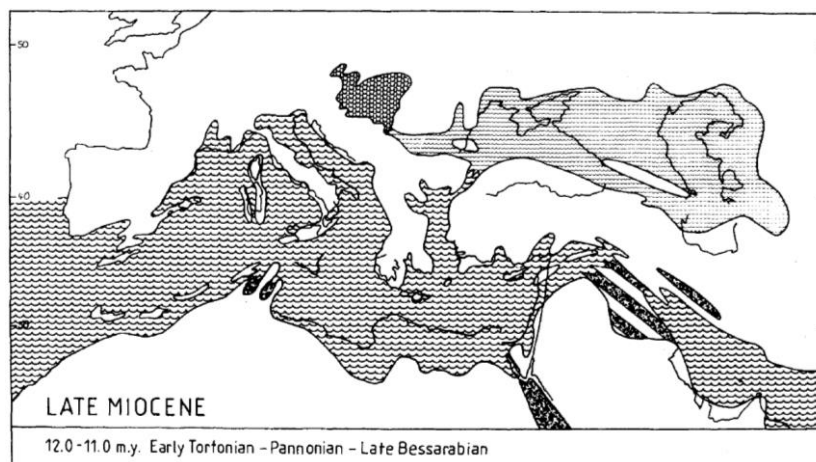 50
40
30
LATE MIOCENE
12.0-11.0 m.y. Early Tortonian - Pannonian - Late Bessarabian